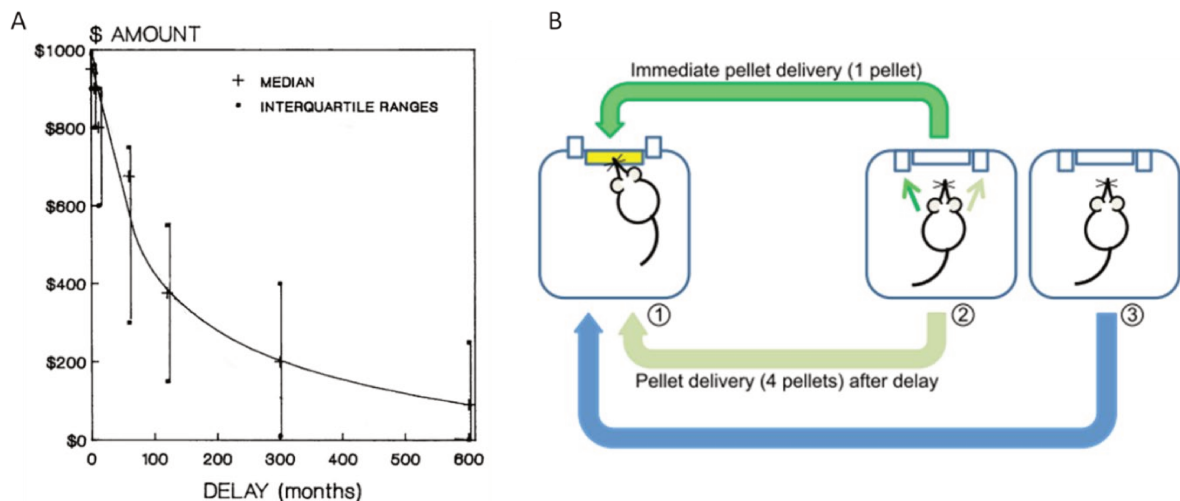 A
$ AMOUNT
$1000
$800
$600
$400
$200
$0
+ MEDIAN
▪ INTERQUARTILE RANGES
0 100 200 300 400 500 600
DELAY (months)
B
Immediate pellet delivery (1 pellet)
① ② ③
Pellet delivery (4 pellets) after delay